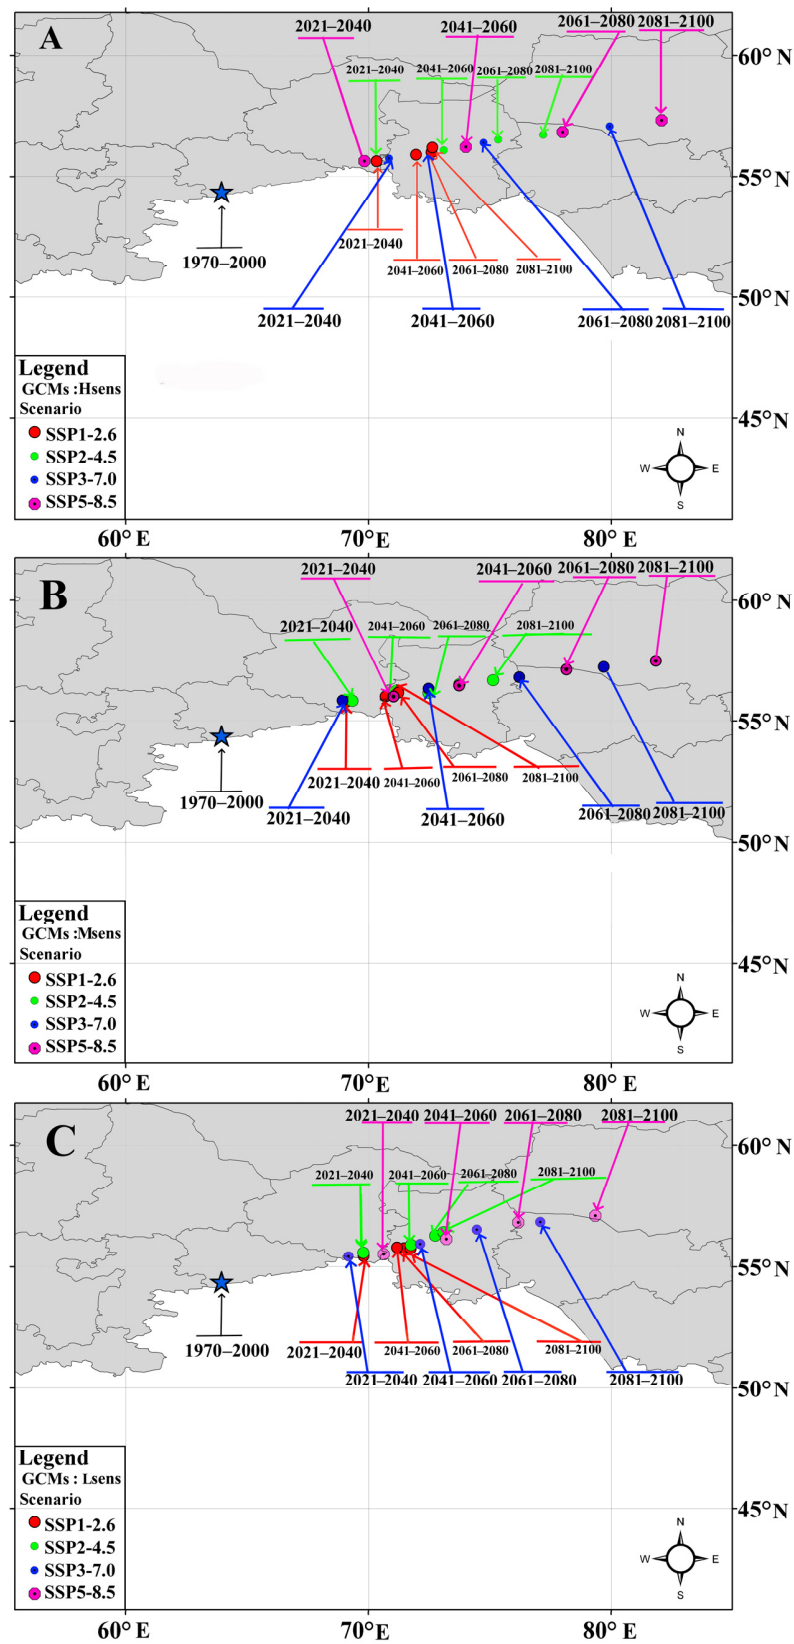 A
2021–2040
2041–2060
2061–2080
2081–2100
2021–2040
2041–2060
2061–2080
2081–2100
60° N
55°N
1970–2000
2021–2040
2041–2060
2061–2080
2081–2100
50°N
2021–2040
2041–2060
2061–2080
2081–2100
Legend
GCMs :Hsens
Scenario
SSP1-2.6
SSP2-4.5
SSP3-7.0
SSP5-8.5
45°N
N
W
E
S
60° E
70°E
80°E
B
2021–2040
2041–2060
2061–2080
2081–2100
2021–2040
2041–2060
2061–2080
2081–2100
60° N
55°N
1970–2000
2021–2040
2041–2060
2061–2080
2081–2100
2021–2040
2041–2060
2061–2080
2081–2100
50°N
Legend
GCMs :Msens
Scenario
SSP1-2.6
SSP2-4.5
SSP3-7.0
SSP5-8.5
45°N
N
W
E
S
60° E
70°E
80°E
C
2021–2040
2041–2060
2061–2080
2081–2100
2021–2040
2041–2060
2061–2080
2081–2100
60° N
55°N
1970–2000
2021–2040
2041–2060
2061–2080
2081–2100
2021–2040
2041–2060
2061–2080
2081–2100
50°N
Legend
GCMs : Lsens
Scenario
SSP1-2.6
SSP2-4.5
SSP3-7.0
SSP5-8.5
45°N
N
W
E
S
60° E
70°E
80°E